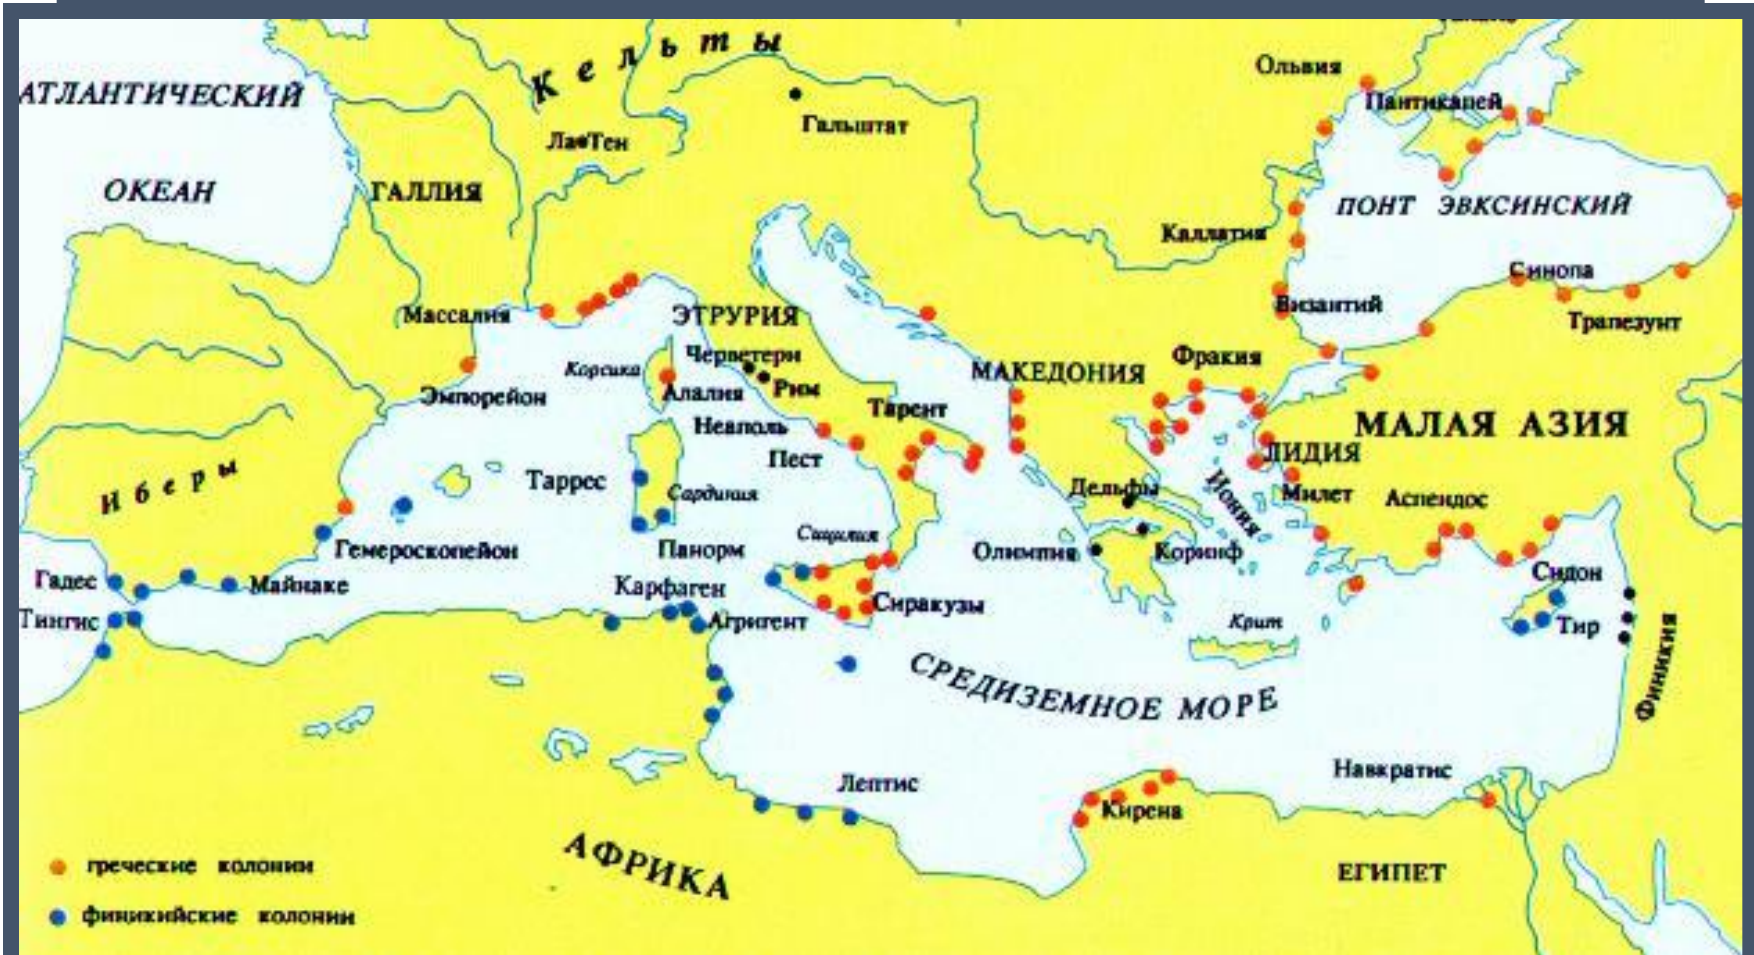 Кельты
Ольвия
АТЛАНТИЧЕСКИЙ
Пантикапей
Гальштат
Ла Тен
ОКЕАН
ГАЛЛИЯ
ПОНТ ЭВКСИНСКИЙ
Каллатия
Синопа
Византий
Массалия
ЭТРУРИЯ
Трапезунт
Черветери
Фракия
Корсика
МАКЕДОНИЯ
Рим
Алалия
Эмпорейон
Тарент
Неаполь
МАЛАЯ АЗИЯ
Пест
ЛИДИЯ
Иберы
Таррес
Сардиния
Дельфы
Иония
Милет
Аспендос
Сицилия
Гемероскопейон
Панорм
Олимпия
Коринф
Сидон
Гадес
Майнаке
Карфаген
Сиракузы
Тингис
Агригент
Крит
Тир
Финикия
СРЕДИЗЕМНОЕ МОРЕ
Навкратис
Лептис
Кирена
АФРИКА
ЕГИПЕТ
греческие колонии
финикийские колонии